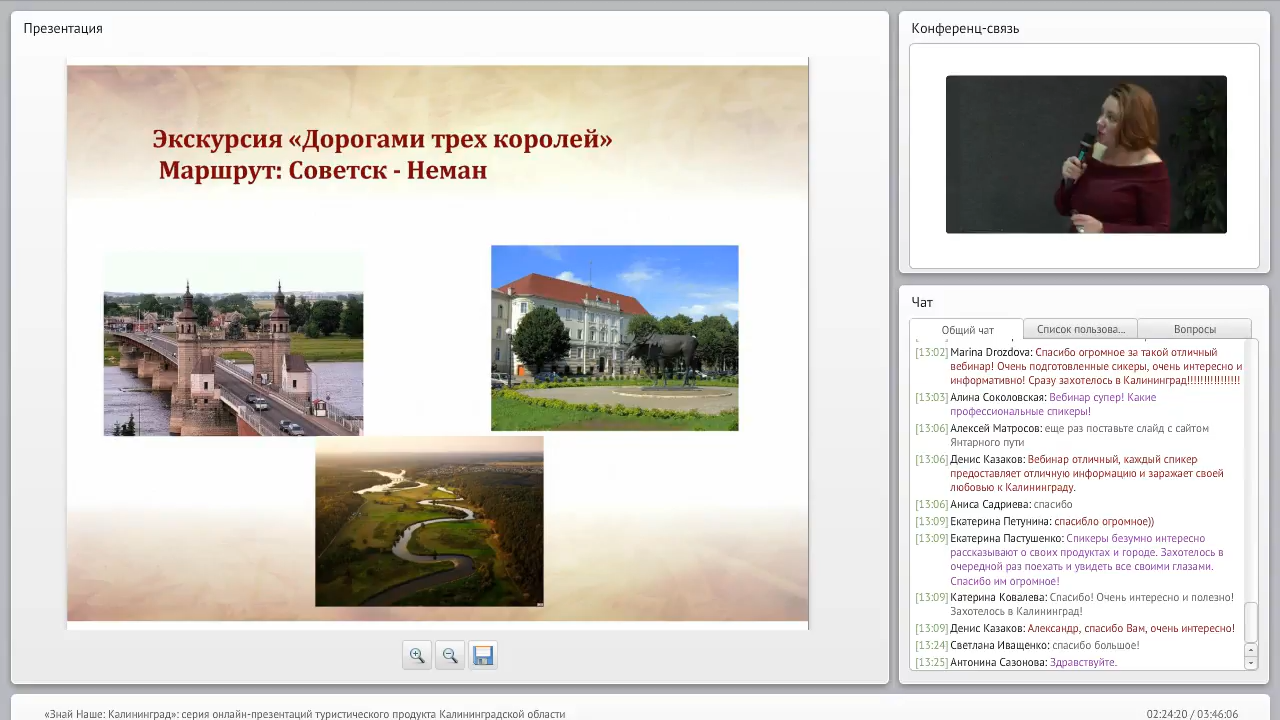 Презентация
Экскурсия «Дорогами трех королей»
Маршрут: Советск - Неман
Конференц-связь
Чат
Общий чат
Список пользова...
Вопросы
[13:02] Marina Drozdova: Спасибо огромное за такой отличный
вебинар! Очень подготовленные сикеры, очень интересно и
информативно! Сразу захотелось в Калининград!!!!!!!!!!!!!!!!
[13:03] Алина Соколовская: Вебинар супер! Какие
профессиональные спикеры!
[13:06] Алексей Матросов: еще раз поставьте слайд с сайтом
Янтарного пути
[13:06] Денис Казаков: Вебинар отличный, каждый спикер
предоставляет отличную информацию и заражает своей
любовью к Калининграду.
[13:06] Аниса Садриева: спасибо
[13:09] Екатерина Петунина: спасибло огромное))
[13:09] Екатерина Пастушенко: Спикеры безумно интересно
рассказывают о своих продуктах и городе. Захотелось в
очередной раз поехать и увидеть все своими глазами.
Спасибо им огромное!
[13:09] Катерина Ковалева: Спасибо! Очень интересно и полезно!
Захотелось в Калининград!
[13:09] Денис Казаков: Александр, спасибо Вам, очень интересно!
[13:24] Светлана Иващенко: спасибо большое!
[13:25] Антонина Сазонова: Здравствуйте.
«Знай Наше: Калининград»: серия онлайн-презентаций туристического продукта Калининградской области
02:24:20 / 03:46:06